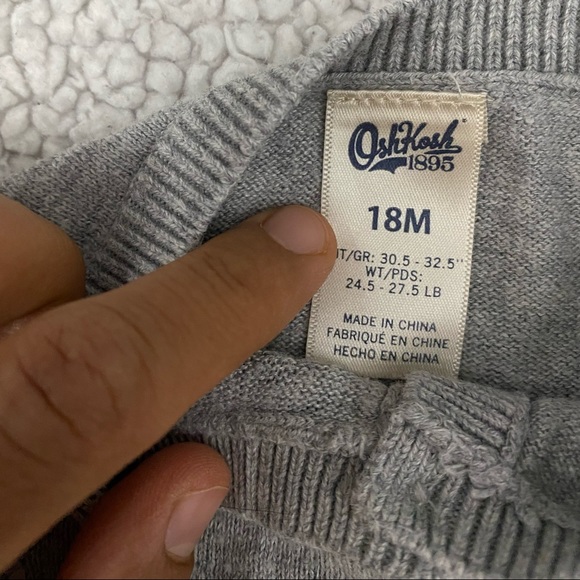 OshKosh
1895
18M
HT/GR: 30.5 - 32.5"
WT/PDS:
24.5 - 27.5 LB
MADE IN CHINA
FABRIQUÉ EN CHINE
HECHO EN CHINA